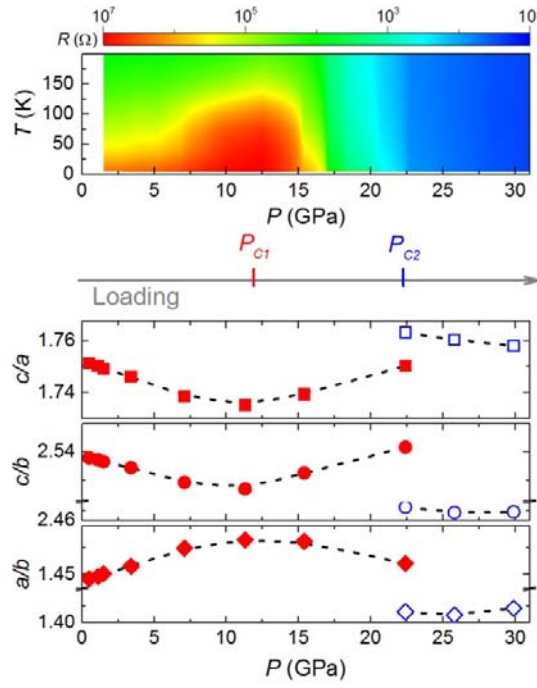 R (Ω) 10⁷ 10⁵ 10³ 10
T (K)
150
100
50
0
0 5 10 15 20 25 30
P (GPa)
P_C1 P_C2
Loading
c/a
1.76
1.74
c/b
2.54
2.46
a/b
1.45
1.40
0 5 10 15 20 25 30
P (GPa)